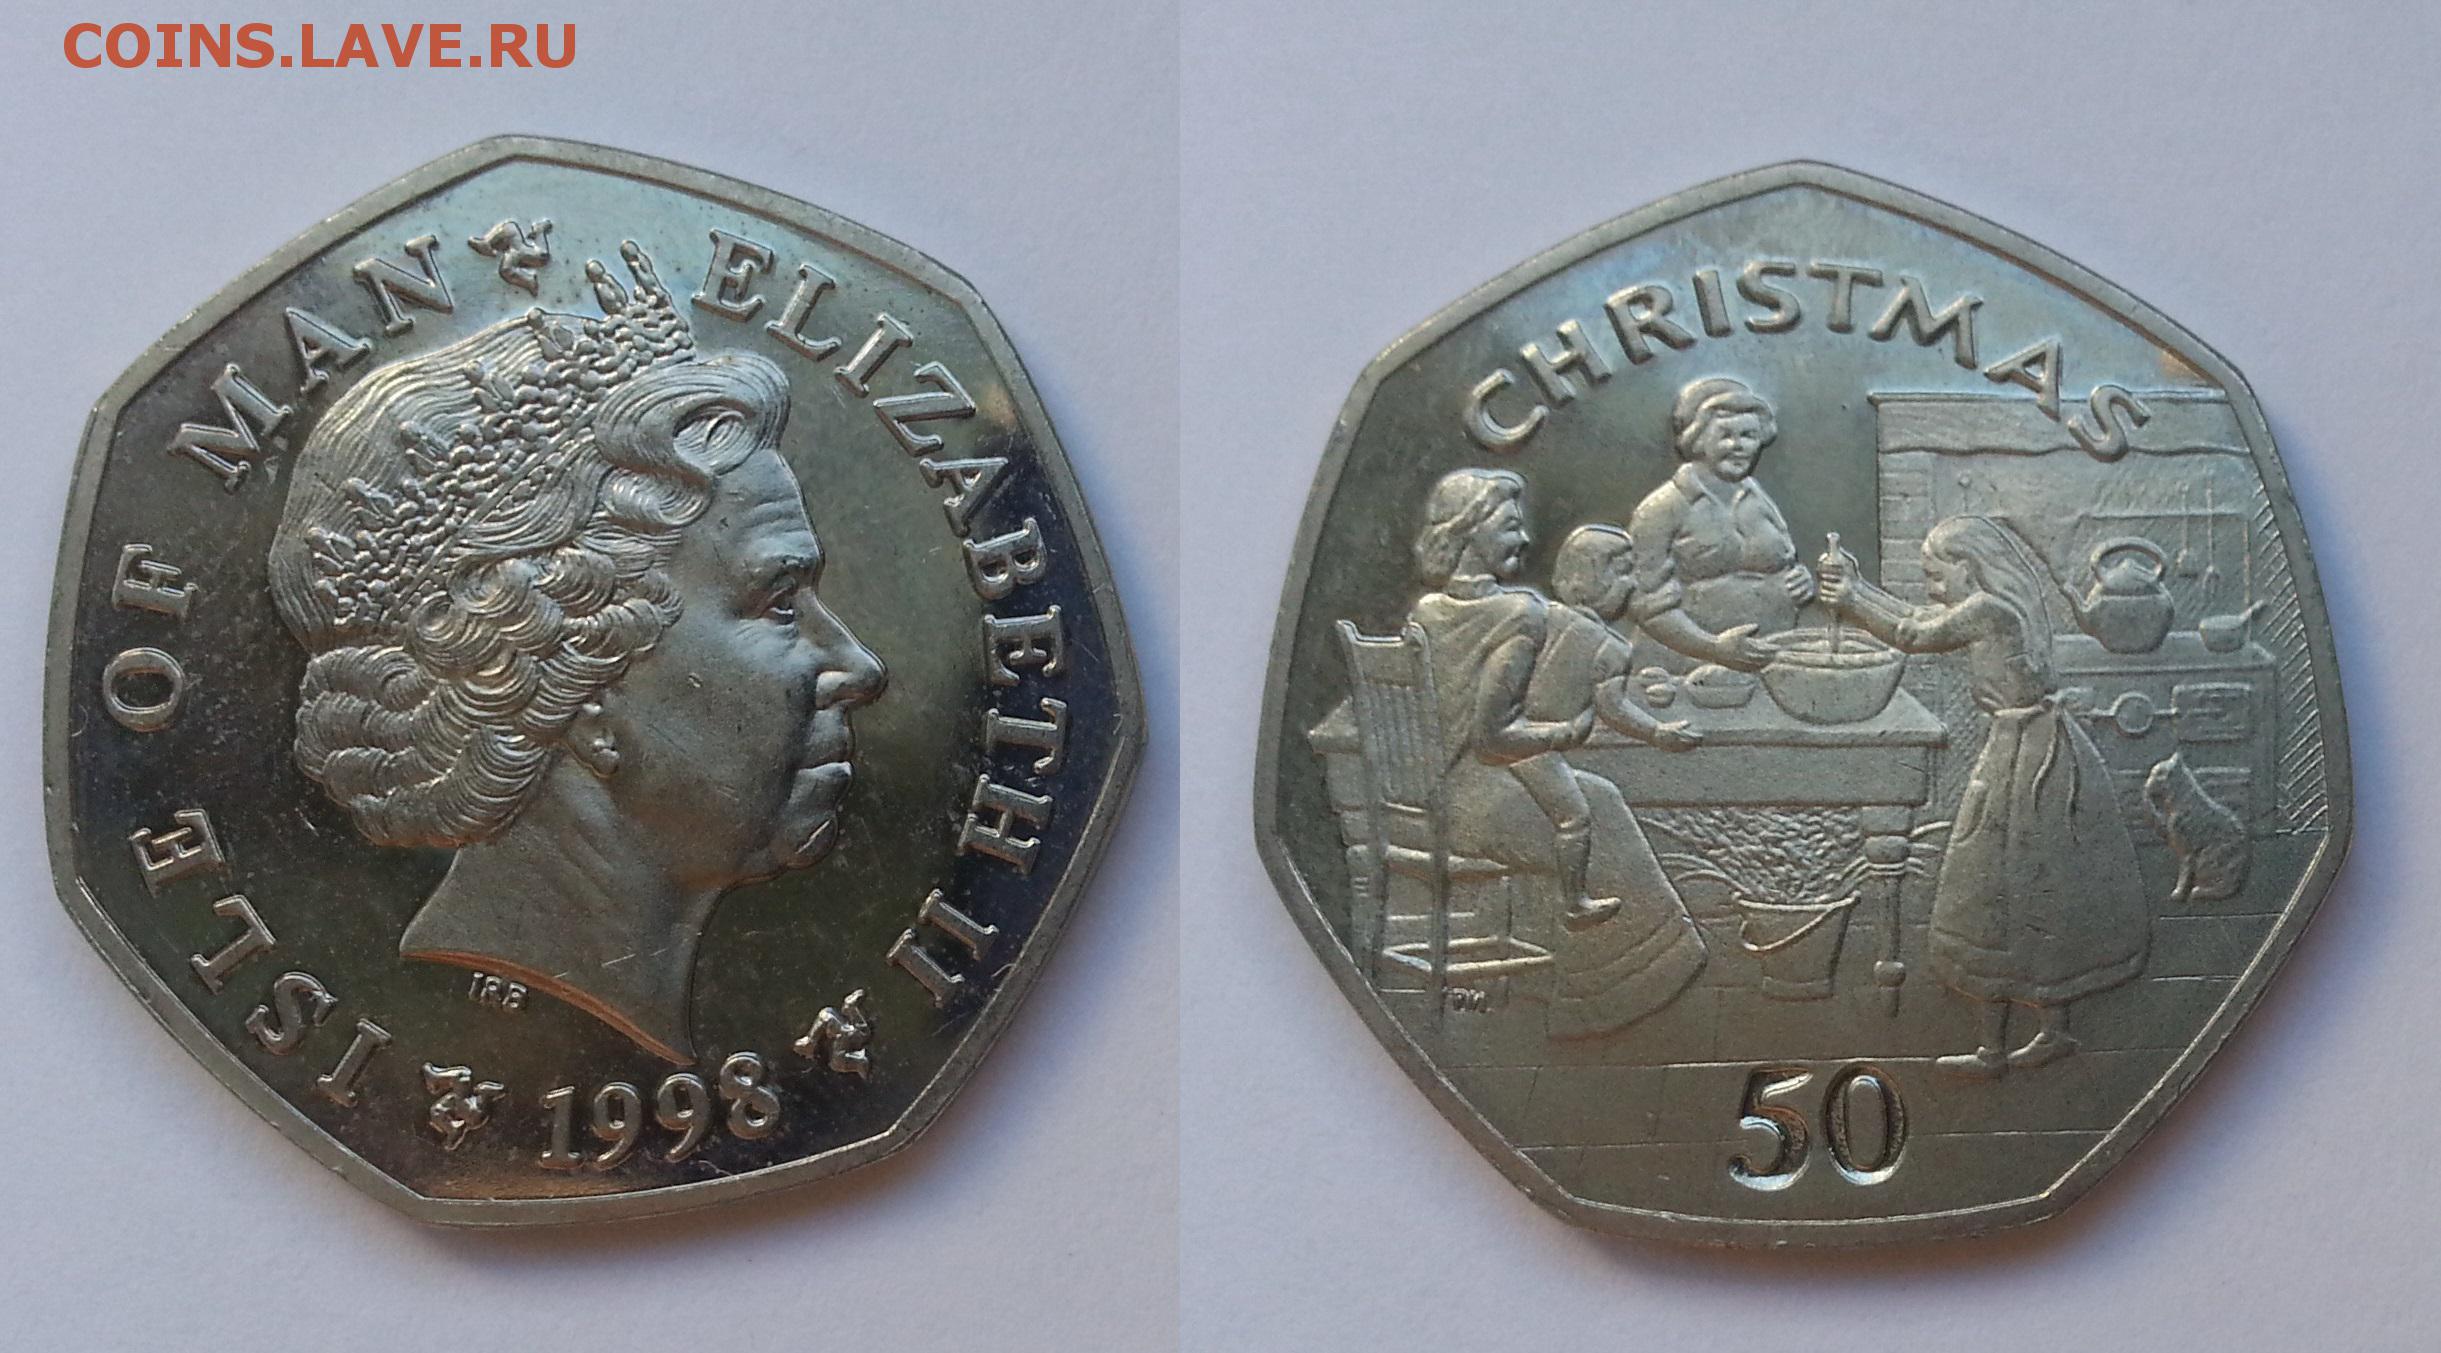 COINS.LAVE.RU
ISLE OF MAN ELIZABETH II
1998
IRB
CHRISTMAS
50